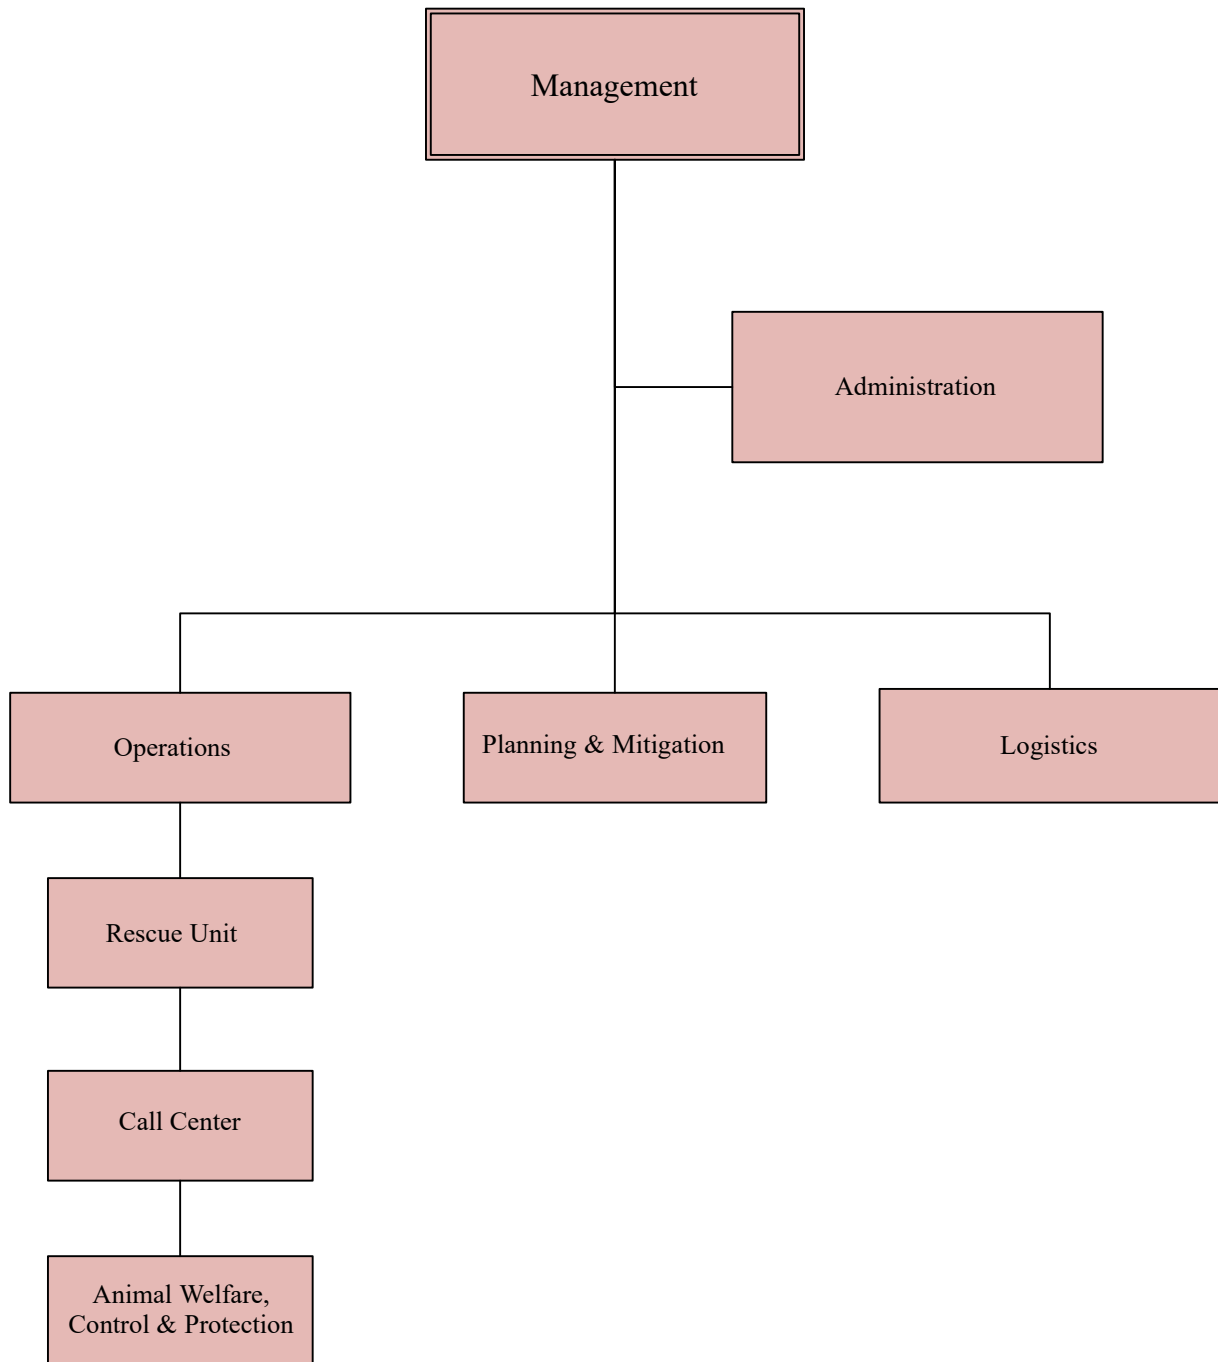 Management
Administration
Operations
Planning & Mitigation
Logistics
Rescue Unit
Call Center
Animal Welfare,
Control & Protection